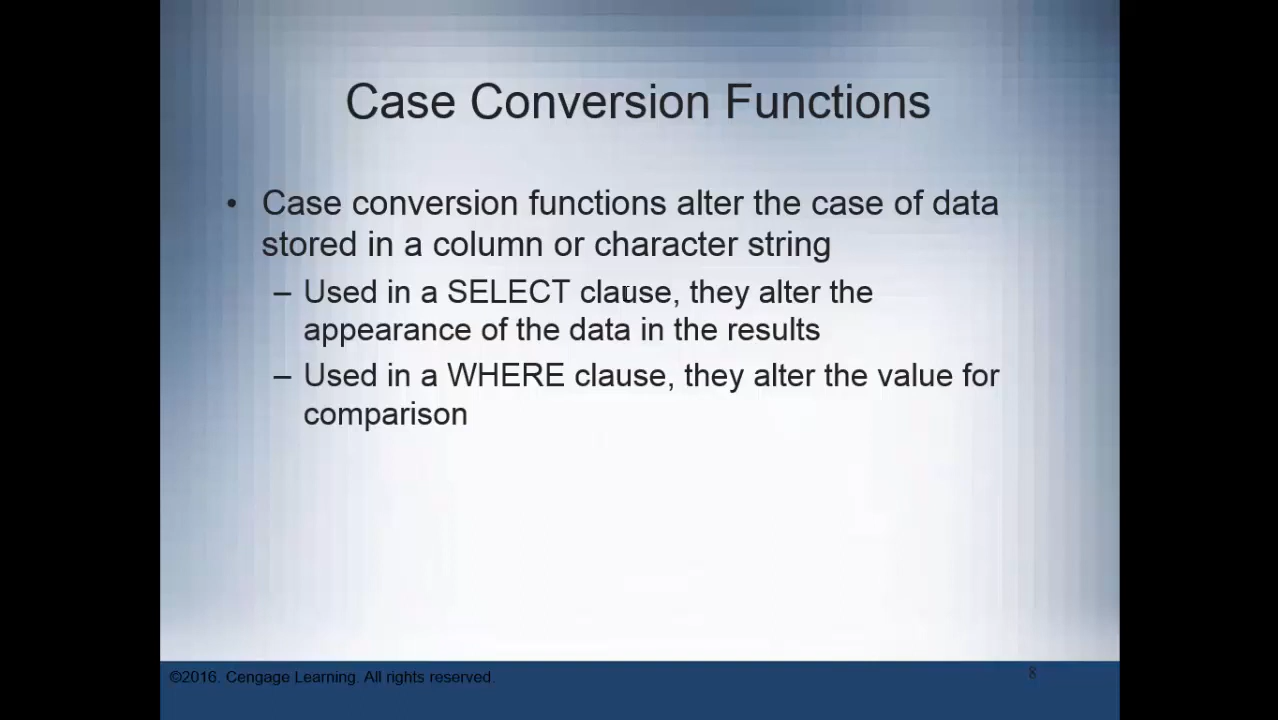 Case Conversion Functions
• Case conversion functions alter the case of data
stored in a column or character string
– Used in a SELECT clause, they alter the
appearance of the data in the results
– Used in a WHERE clause, they alter the value for
comparison
©2016. Cengage Learning. All rights reserved.
8